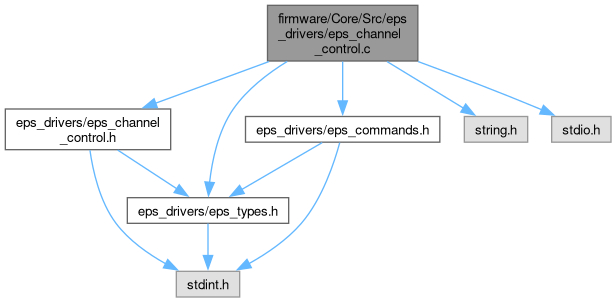 firmware/Core/Src/eps
_drivers/eps_channel
_control.c
eps_drivers/eps_channel
_control.h
eps_drivers/eps_commands.h
string.h
stdio.h
eps_drivers/eps_types.h
stdint.h